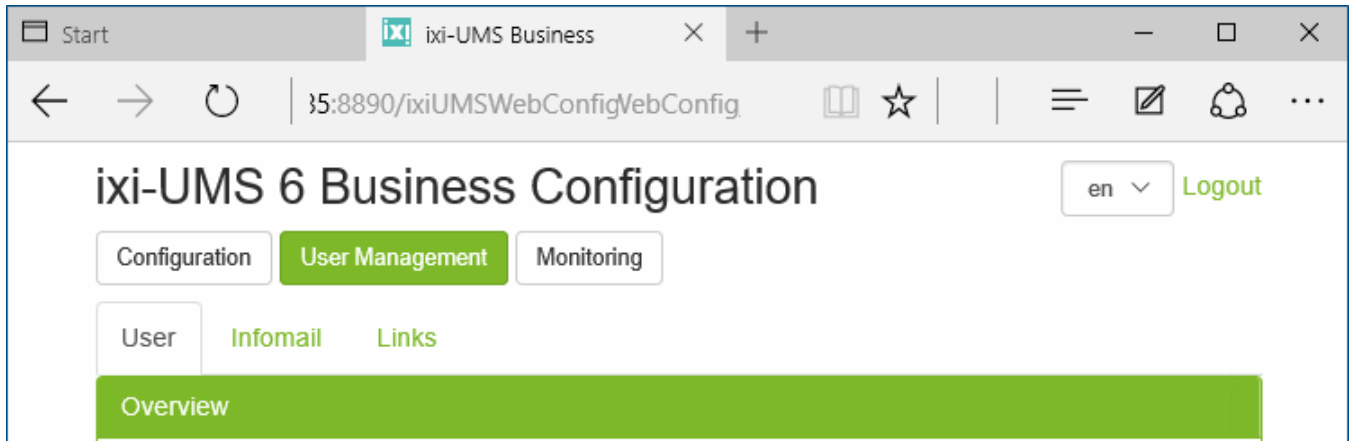 Start
ixi-UMS Business
35:8890/ixiUMSWebConfigVebConfig
ixi-UMS 6 Business Configuration
en
Logout
Configuration
User Management
Monitoring
User
Infomail
Links
Overview